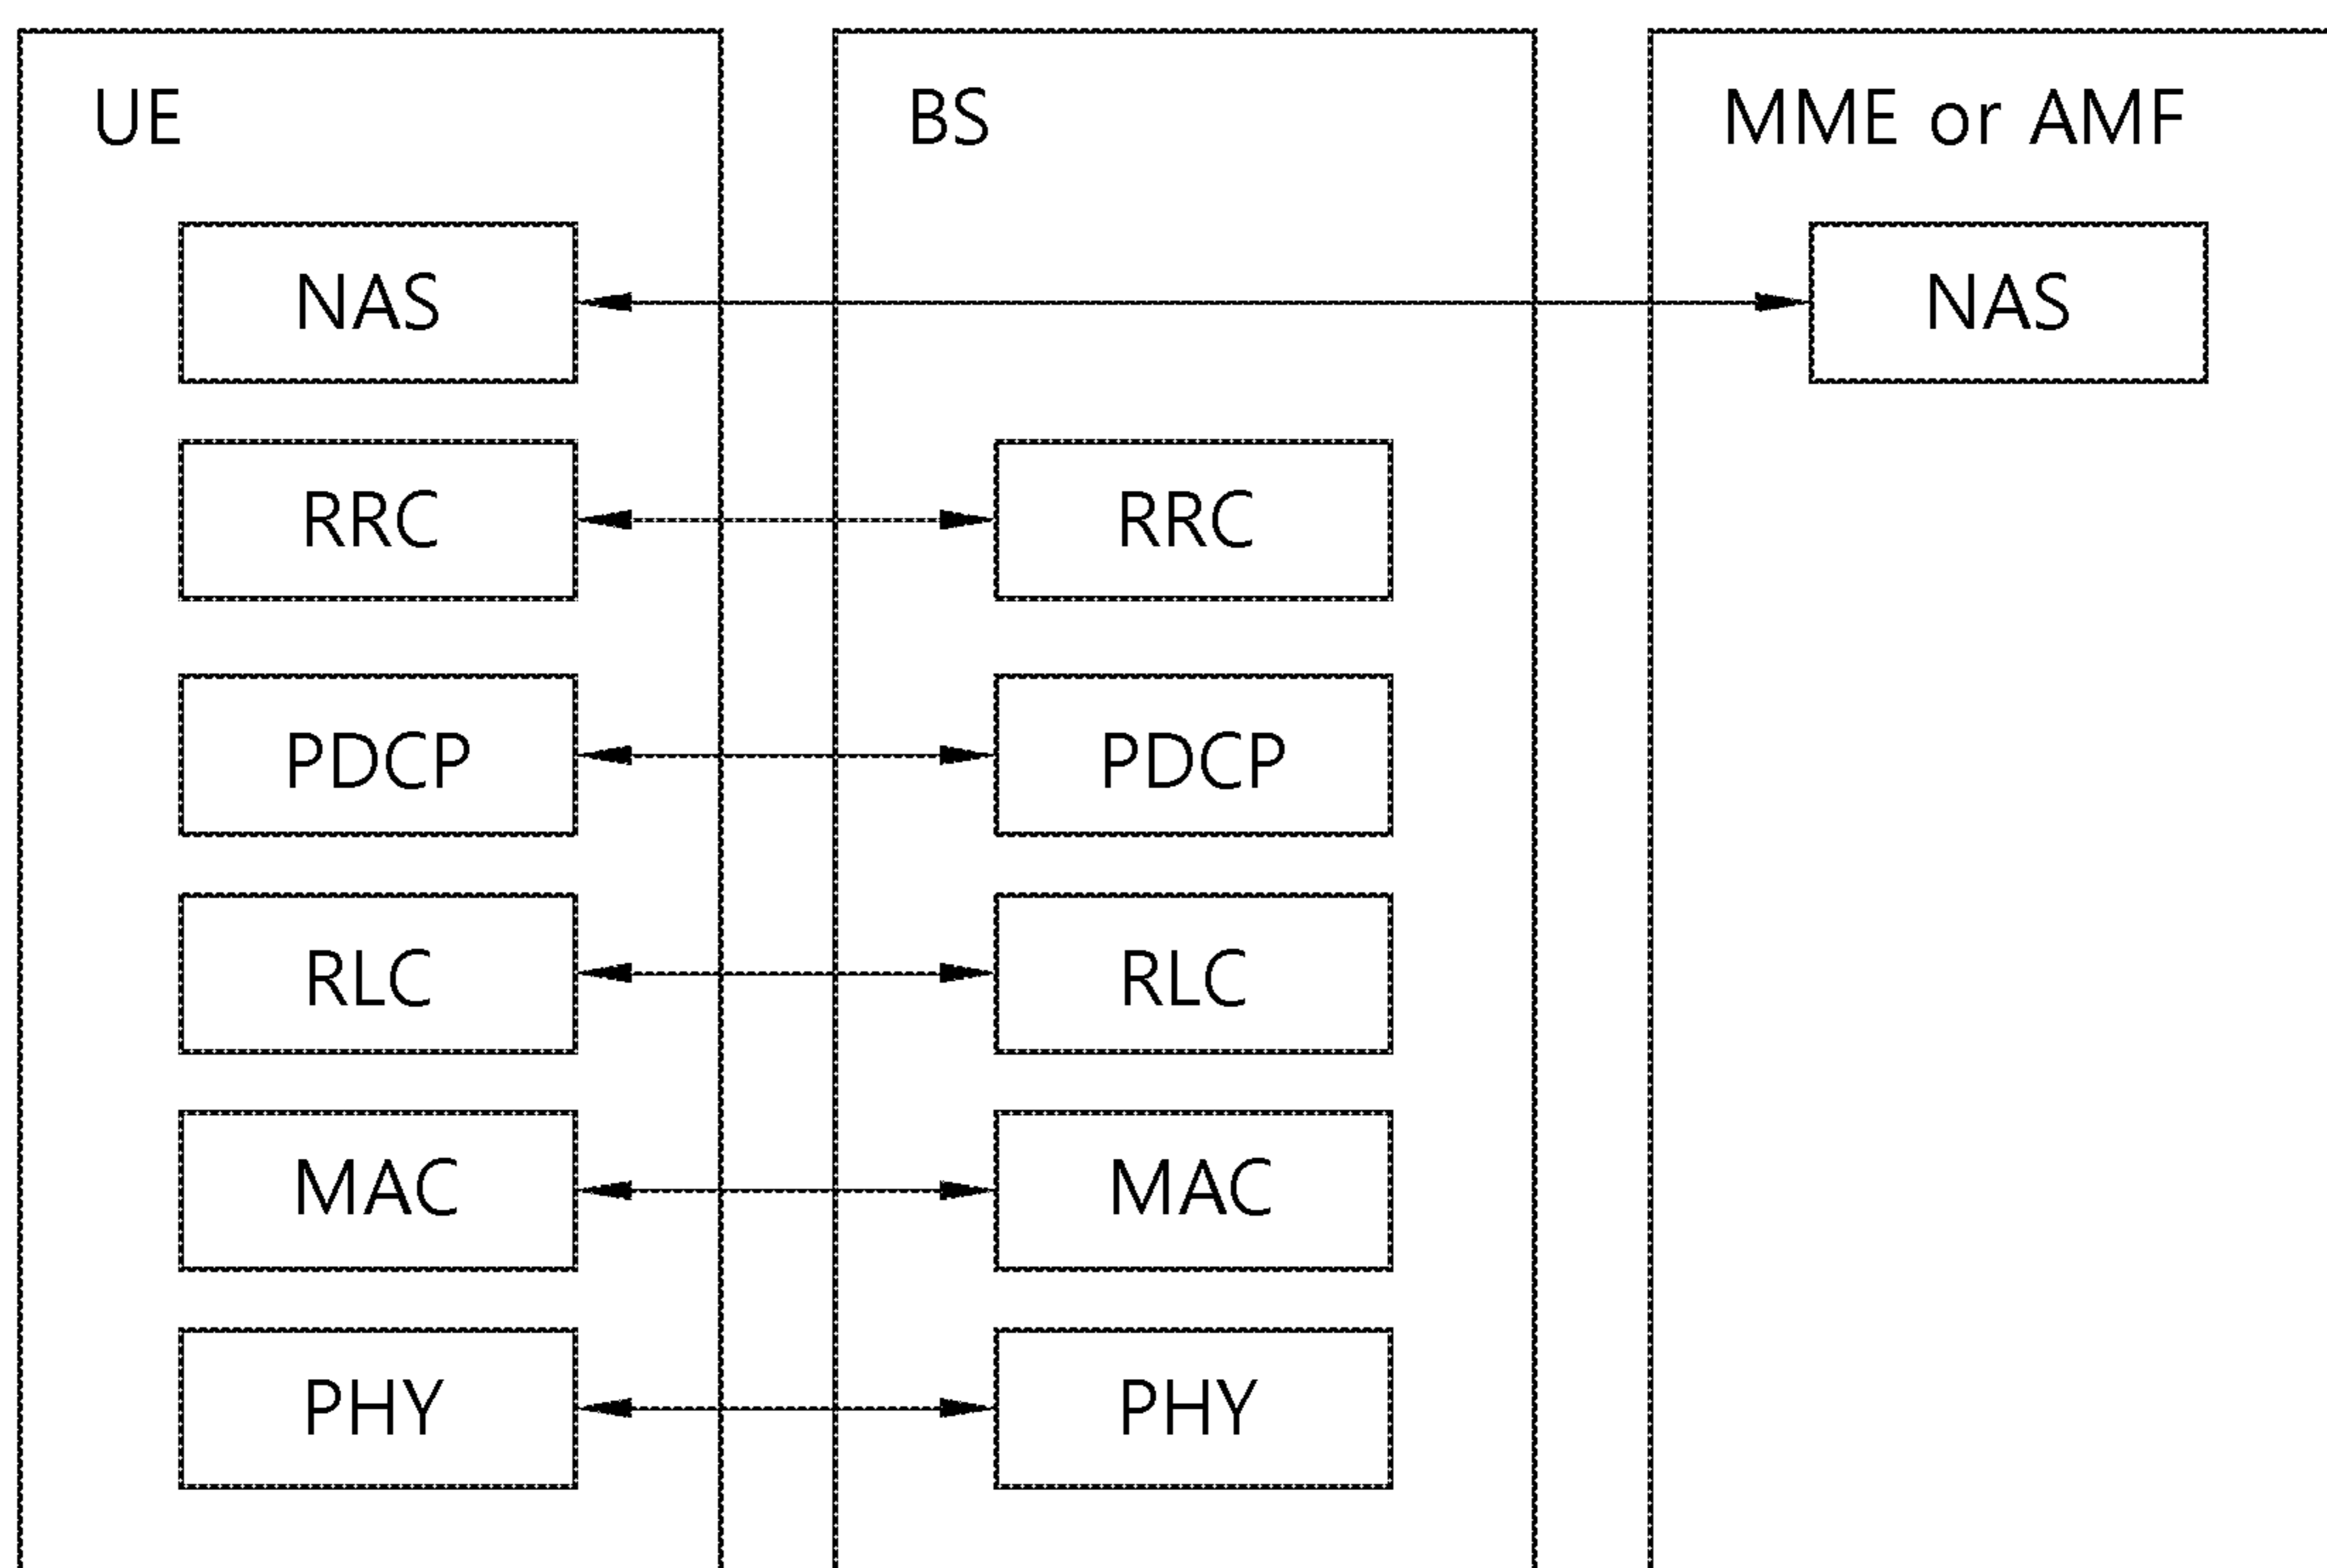 UE
BS
MME or AMF
NAS
NAS
RRC
RRC
PDCP
PDCP
RLC
RLC
MAC
MAC
PHY
PHY